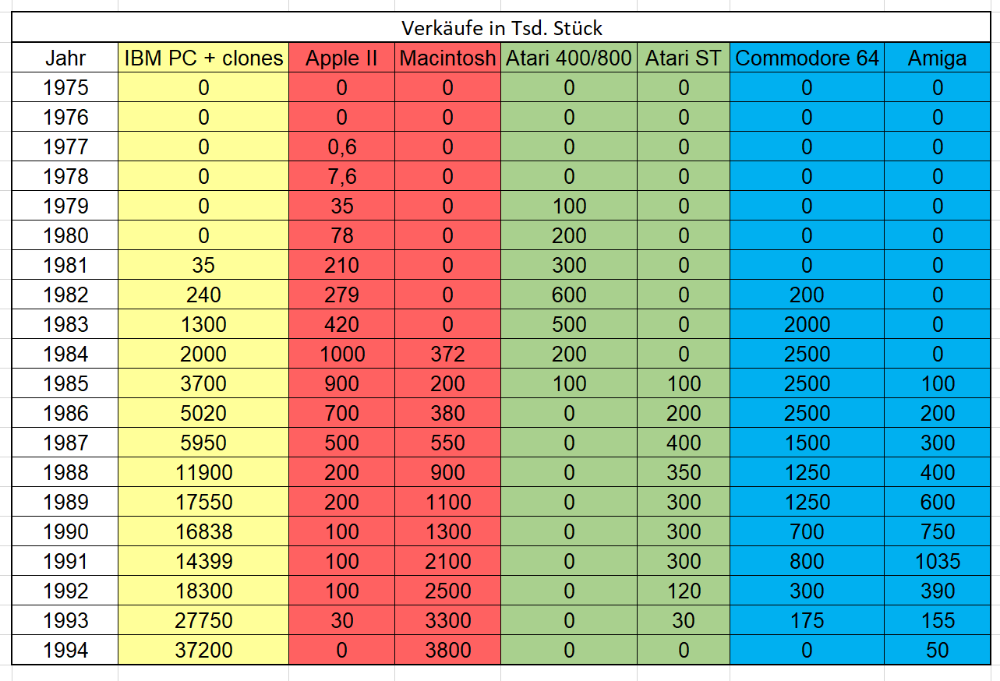 Verkäufe in Tsd. Stück
Jahr IBM PC + clones Apple II Macintosh Atari 400/800 Atari ST Commodore 64 Amiga
1975 0 0 0 0 0 0 0
1976 0 0 0 0 0 0 0
1977 0 0,6 0 0 0 0 0
1978 0 7,6 0 0 0 0 0
1979 0 35 0 100 0 0 0
1980 0 78 0 200 0 0 0
1981 35 210 0 300 0 0 0
1982 240 279 0 600 0 200 0
1983 1300 420 0 500 0 2000 0
1984 2000 1000 372 200 0 2500 0
1985 3700 900 200 100 100 2500 100
1986 5020 700 380 0 200 2500 200
1987 5950 500 550 0 400 1500 300
1988 11900 200 900 0 350 1250 400
1989 17550 200 1100 0 300 1250 600
1990 16838 100 1300 0 300 700 750
1991 14399 100 2100 0 300 800 1035
1992 18300 100 2500 0 120 300 390
1993 27750 30 3300 0 30 175 155
1994 37200 0 3800 0 0 0 50